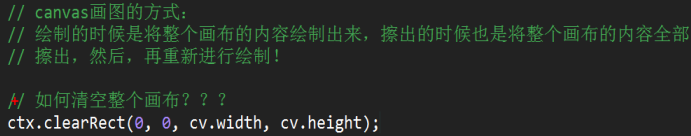 // canvas画图的方式:
// 绘制的时候是将整个画布的内容绘制出来，擦出的时候也是将整个画布的内容全部
// 擦出，然后，再重新进行绘制！
// 如何清空整个画布？？？
ctx.clearRect(0, 0, cv.width, cv.height);